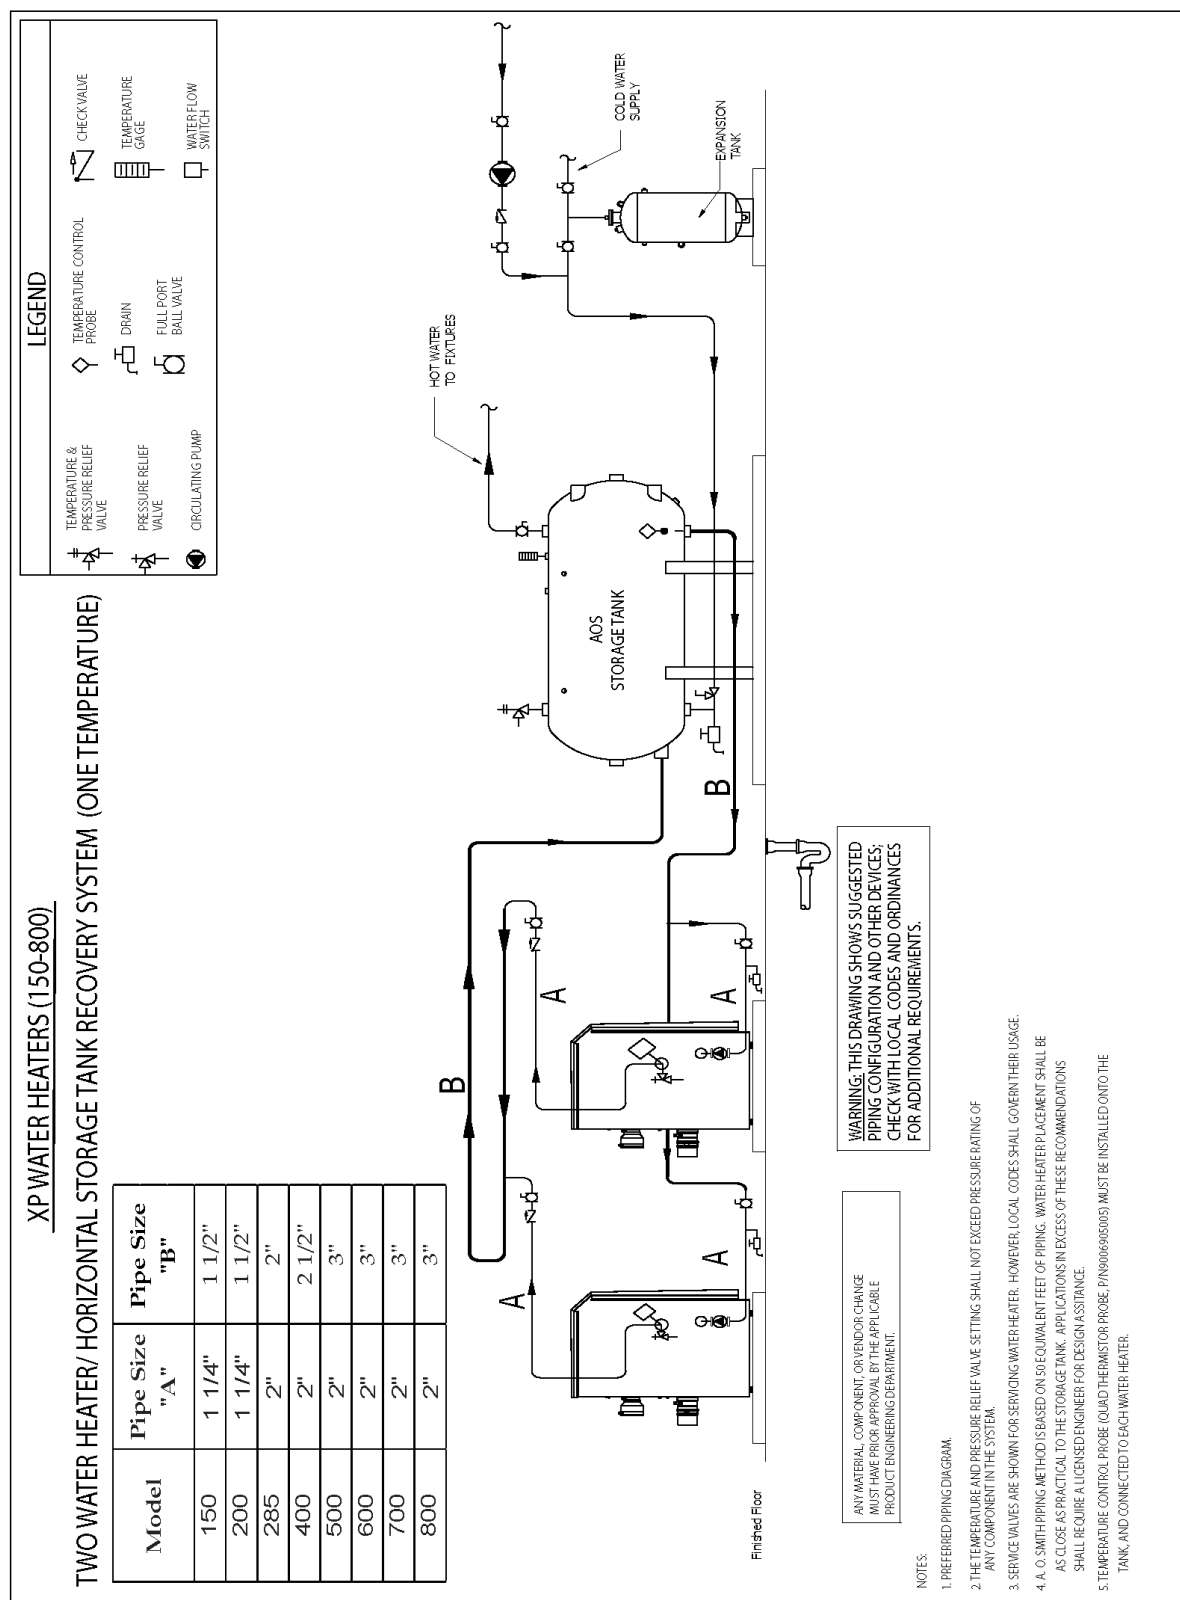 XP WATER HEATERS (150-800)
TWO WATER HEATER/ HORIZONTAL STORAGE TANK RECOVERY SYSTEM (ONE TEMPERATURE)
LEGEND
TEMPERATURE &
PRESSURE RELIEF
VALVE
PRESSURE RELIEF
VALVE
CIRCULATING PUMP
TEMPERATURE CONTROL
PROBE
DRAIN
FULL PORT
BALL VALVE
CHECK VALVE
TEMPERATURE
GAGE
WATER FLOW
SWITCH
Model Pipe Size "A" Pipe Size "B"
150 1 1/4" 1 1/2"
200 1 1/4" 1 1/2"
285 2" 2"
400 2" 2 1/2"
500 2" 3"
600 2" 3"
700 2" 3"
800 2" 3"
B
HOT WATER
TO FIXTURES
COLD WATER
SUPPLY
EXPANSION
TANK
AOS
STORAGE TANK
A
A
A
A
B
Finished Floor
ANY MATERIAL, COMPONENT, OR VENDOR CHANGE
MUST HAVE PRIOR APPROVAL BY THE APPLICABLE
PRODUCT ENGINEERING DEPARTMENT.
WARNING: THIS DRAWING SHOWS SUGGESTED
PIPING CONFIGURATION AND OTHER DEVICES;
CHECK WITH LOCAL CODES AND ORDINANCES
FOR ADDITIONAL REQUIREMENTS.
NOTES:
1. PREFERRED PIPING DIAGRAM.
2. THE TEMPERATURE AND PRESSURE RELIEF VALVE SETTING SHALL NOT EXCEED PRESSURE RATING OF
ANY COMPONENT IN THE SYSTEM.
3. SERVICE VALVES ARE SHOWN FOR SERVICING WATER HEATER. HOWEVER, LOCAL CODES SHALL GOVERN THEIR USAGE.
4. A. O. SMITH PIPING METHOD IS BASED ON 50 EQUIVALENT FEET OF PIPING. WATER HEATER PLACEMENT SHALL BE
AS CLOSE AS PRACTICAL TO THE STORAGE TANK. APPLICATIONS IN EXCESS OF THESE RECOMMENDATIONS
SHALL REQUIRE A LICENSED ENGINEER FOR DESIGN ASSITANCE.
5. TEMPERATURE CONTROL PROBE (QUAD THERMISTOR PROBE, P/N9006905005) MUST BE INSTALLED ONTO THE
TANK, AND CONNECTED TO EACH WATER HEATER.